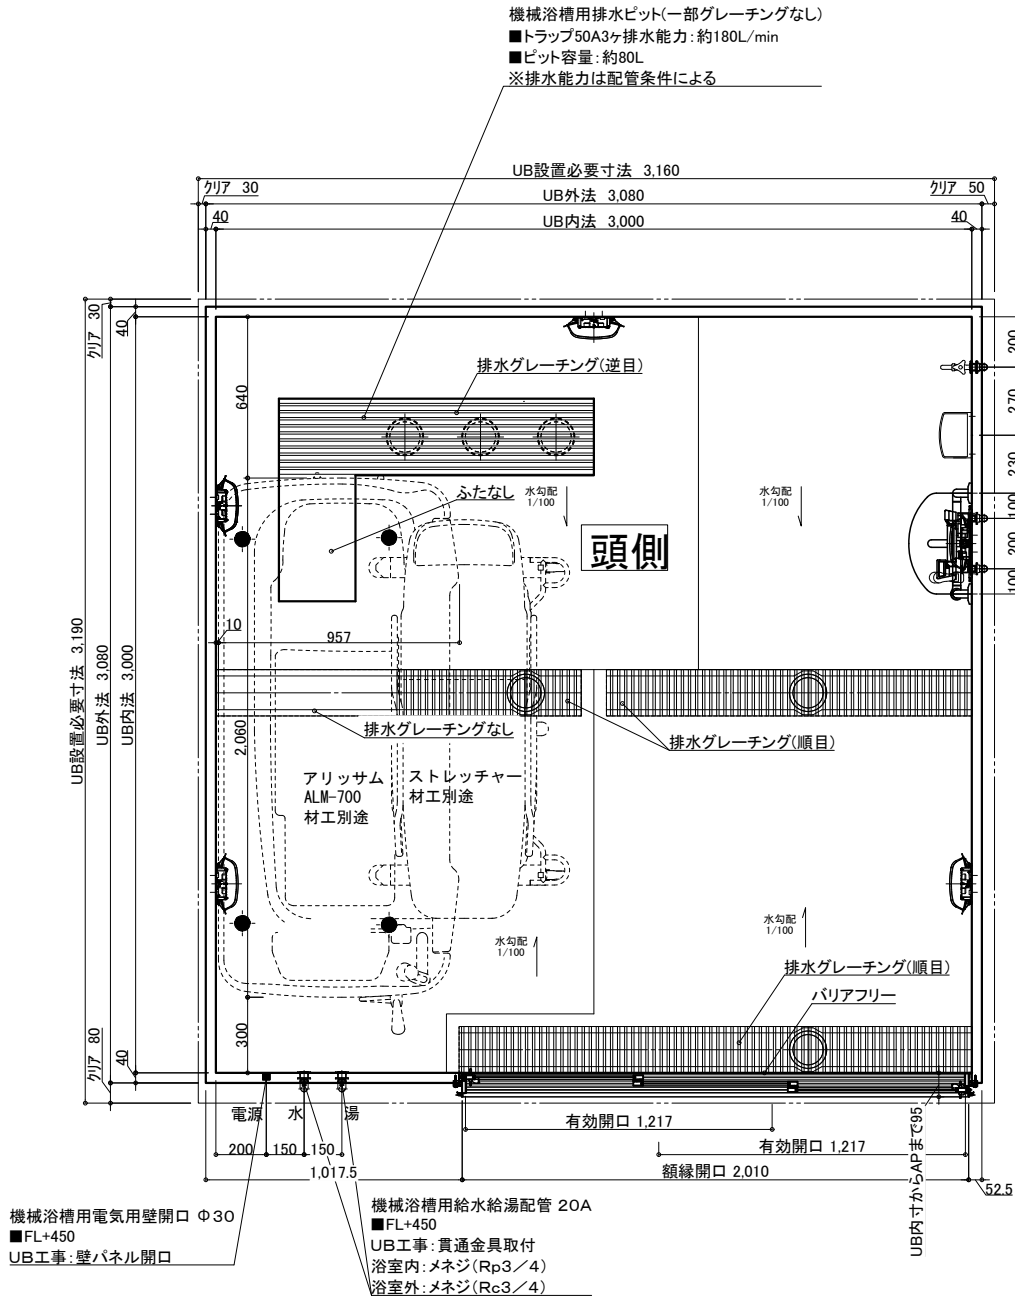 機械浴槽用排水ピット(一部グレーチングなし)
■トラップ50A3ヶ排水能力:約180L/min
■ピット容量:約80L
※排水能力は配管条件による
UB設置必要寸法 3,160
クリア 30
UB外法 3,080
クリア 50
40
UB内法 3,000
40
クリア 30
40
UB設置必要寸法 3,190
UB外法 3,080
UB内法 3,000
640
排水グレーチング(逆目)
ふたなし
水勾配
1/100
水勾配
1/100
頭側
200
270
230
100
200
100
10
957
2,060
排水グレーチングなし
排水グレーチング(順目)
アリッサム
ALM-700
材工別途
ストレッチャー
材工別途
水勾配
1/100
水勾配
1/100
排水グレーチング(順目)
バリアフリー
300
クリア 80
40
電源
水
湯
200
150
150
有効開口 1,217
有効開口 1,217
1,017.5
額縁開口 2,010
52.5
UB内寸からAPまで95
機械浴槽用電気用壁開口 Φ30
■FL+450
UB工事:壁パネル開口
機械浴槽用給水給湯配管 20A
■FL+450
UB工事:貫通金具取付
浴室内:メネジ(Rp3/4)
浴室外:メネジ(Rc3/4)